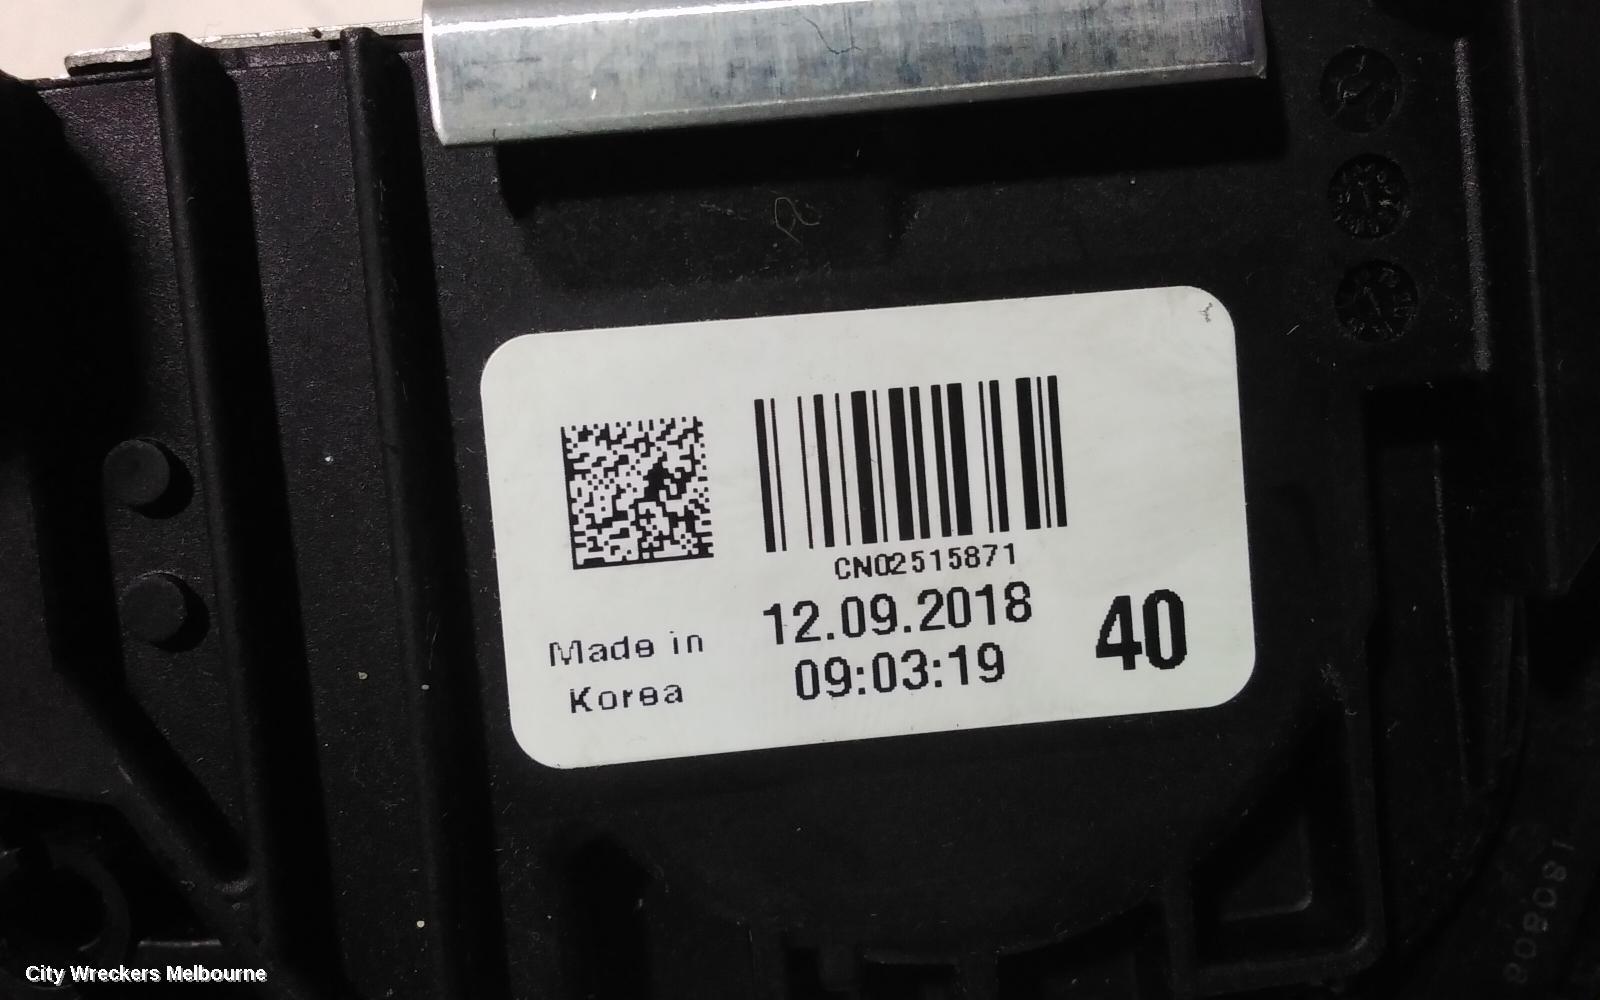 CN02515871
12.09.2018
09:03:19
40
Made in
Korea
City Wreckers Melbourne